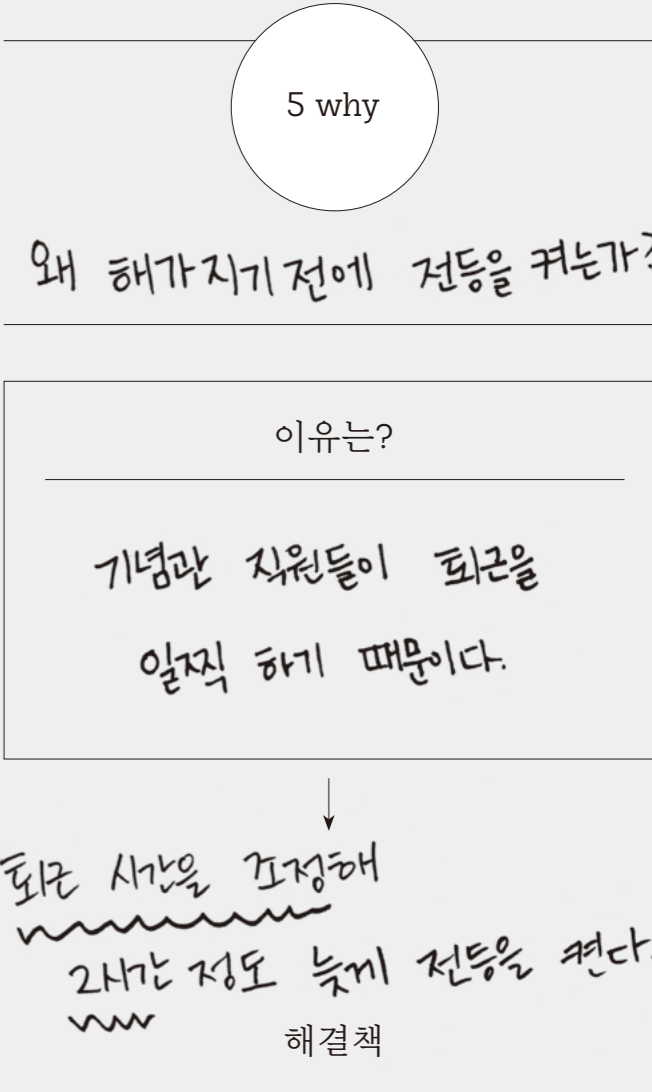 5 why
왜 해가 지기 전에 전등을 켜는가?
이유는?
기념관 직원들이 퇴근을
일찍 하기 때문이다.
퇴근 시간을 조정해
2시간 정도 늦게 전등을 켠다.
해결책